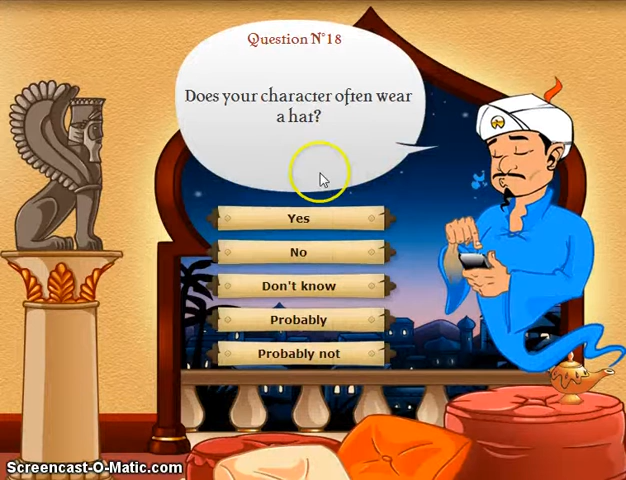 Question N°18
Does your character often wear
a hat?
Yes
No
Don't know
Probably
Probably not
Screencast-O-Matic.com